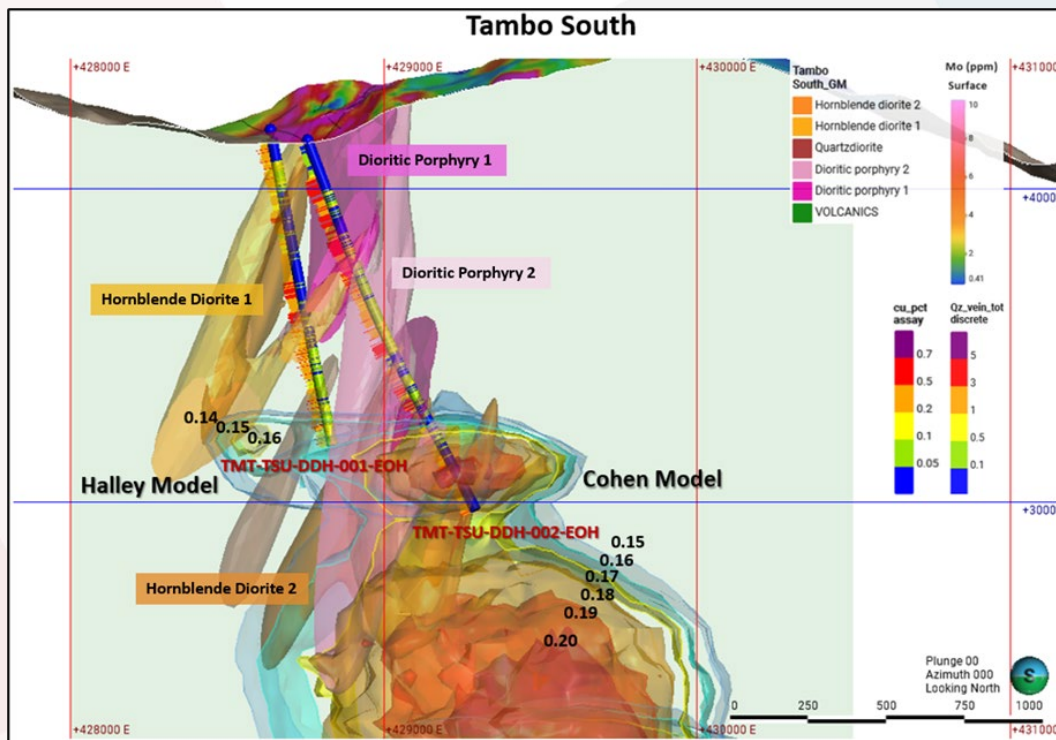 Tambo South
+428000 E
+429000 E
+430000 E
+431000
Tambo
South_GM
Hornblende diorite 2
Hornblende diorite 1
Quartzdiorite
Dioritic porphyry 2
Dioritic porphyry 1
VOLCANICS
Mo (ppm)
Surface
10
8
6
4
2
0.41
Dioritic Porphyry 1
+4000
Dioritic Porphyry 2
Hornblende Diorite 1
cu_pct
assay
0.7
0.5
0.2
0.1
0.05
Qz_vein_tot
discrete
5
3
1
0.5
0.1
0.14
0.15
0.16
TMT-TSU-DDH-001-EOH
Halley Model
Cohen Model
+3000
TMT-TSU-DDH-002-EOH
0.15
0.16
0.17
0.18
0.19
0.20
Hornblende Diorite 2
Plunge 00
Azimuth 000
Looking North
S
0
250
500
750
1000
+428000 E
+429000 E
+430000 E
+431000